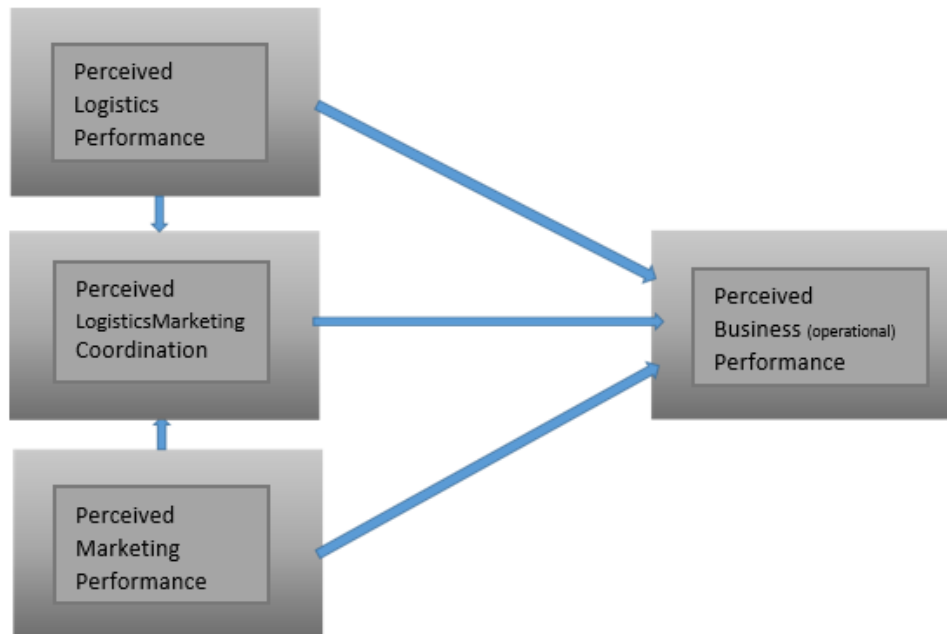 Perceived
Logistics
Performance
Perceived
LogisticsMarketing
Coordination
Perceived
Business (operational)
Performance
Perceived
Marketing
Performance